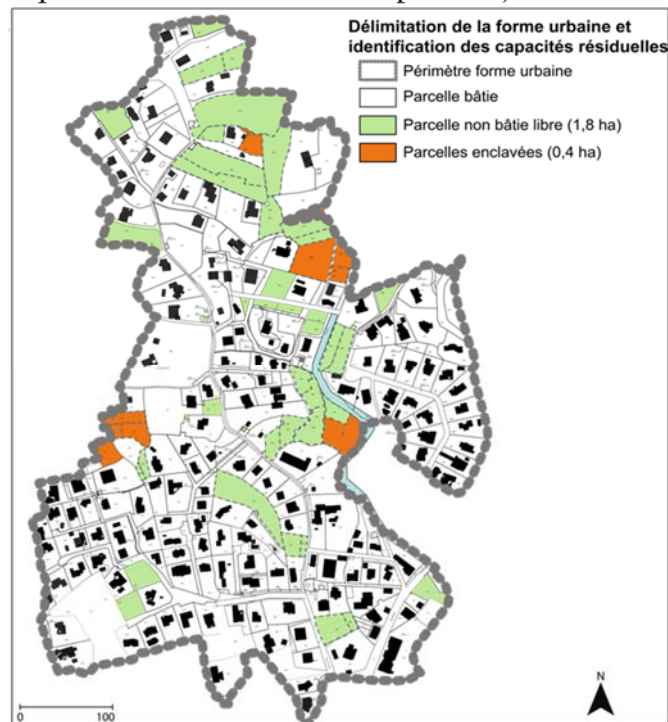 Délimitation de la forme urbaine et
identification des capacités résiduelles
Périmètre forme urbaine
Parcelle bâtie
Parcelle non bâtie libre (1,8 ha)
Parcelles enclavées (0,4 ha)
N
0 100